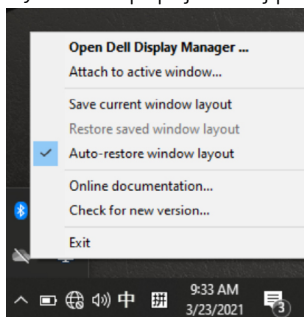 Open Dell Display Manager ...
Attach to active window...
Save current window layout
Restore saved window layout
Auto-restore window layout
Online documentation...
Check for new version...
Exit
中
拼
9:33 AM
3/23/2021
3